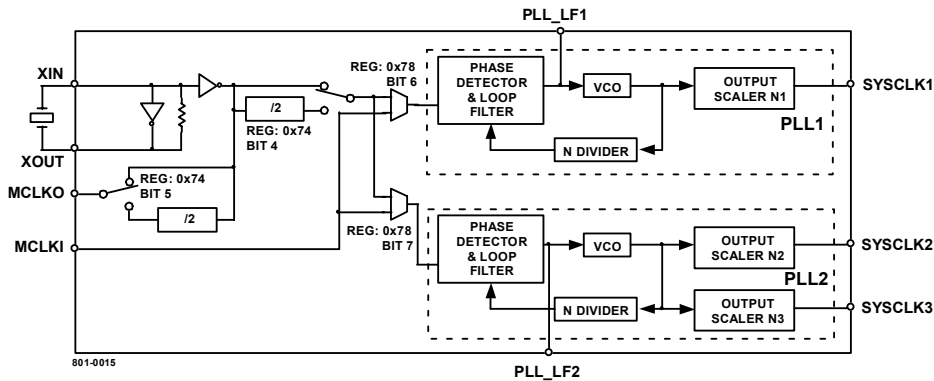 PLL_LF1
XIN
XOUT
MCLKO
MCLKI
/2
REG: 0x74
BIT 4
REG: 0x74
BIT 5
/2
REG: 0x78
BIT 6
REG: 0x78
BIT 7
PHASE
DETECTOR
& LOOP
FILTER
VCO
N DIVIDER
OUTPUT
SCALER N1
PLL1
SYSCLK1
PHASE
DETECTOR
& LOOP
FILTER
VCO
N DIVIDER
OUTPUT
SCALER N2
PLL2
OUTPUT
SCALER N3
SYSCLK2
SYSCLK3
801-0015
PLL_LF2